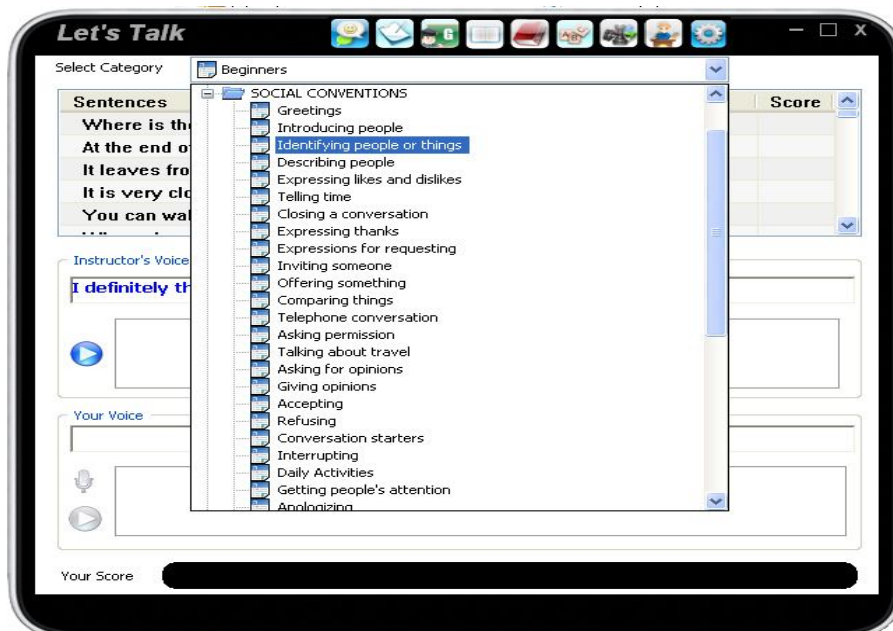 Let's Talk
Select Category Beginners
Sentences Score
SOCIAL CONVENTIONS
Greetings
Where is the
Introducing people
At the end o
Identifying people or things
It leaves fro
Describing people
Expressing likes and dislikes
It is very clo
Telling time
You can wal
Closing a conversation
Expressing thanks
Expressions for requesting
Instructor's Voice
Inviting someone
I definitely th
Offering something
Comparing things
Telephone conversation
Asking permission
Talking about travel
Asking for opinions
Giving opinions
Accepting
Your Voice
Refusing
Conversation starters
Interrupting
Daily Activities
Getting people's attention
Apologizing
Your Score